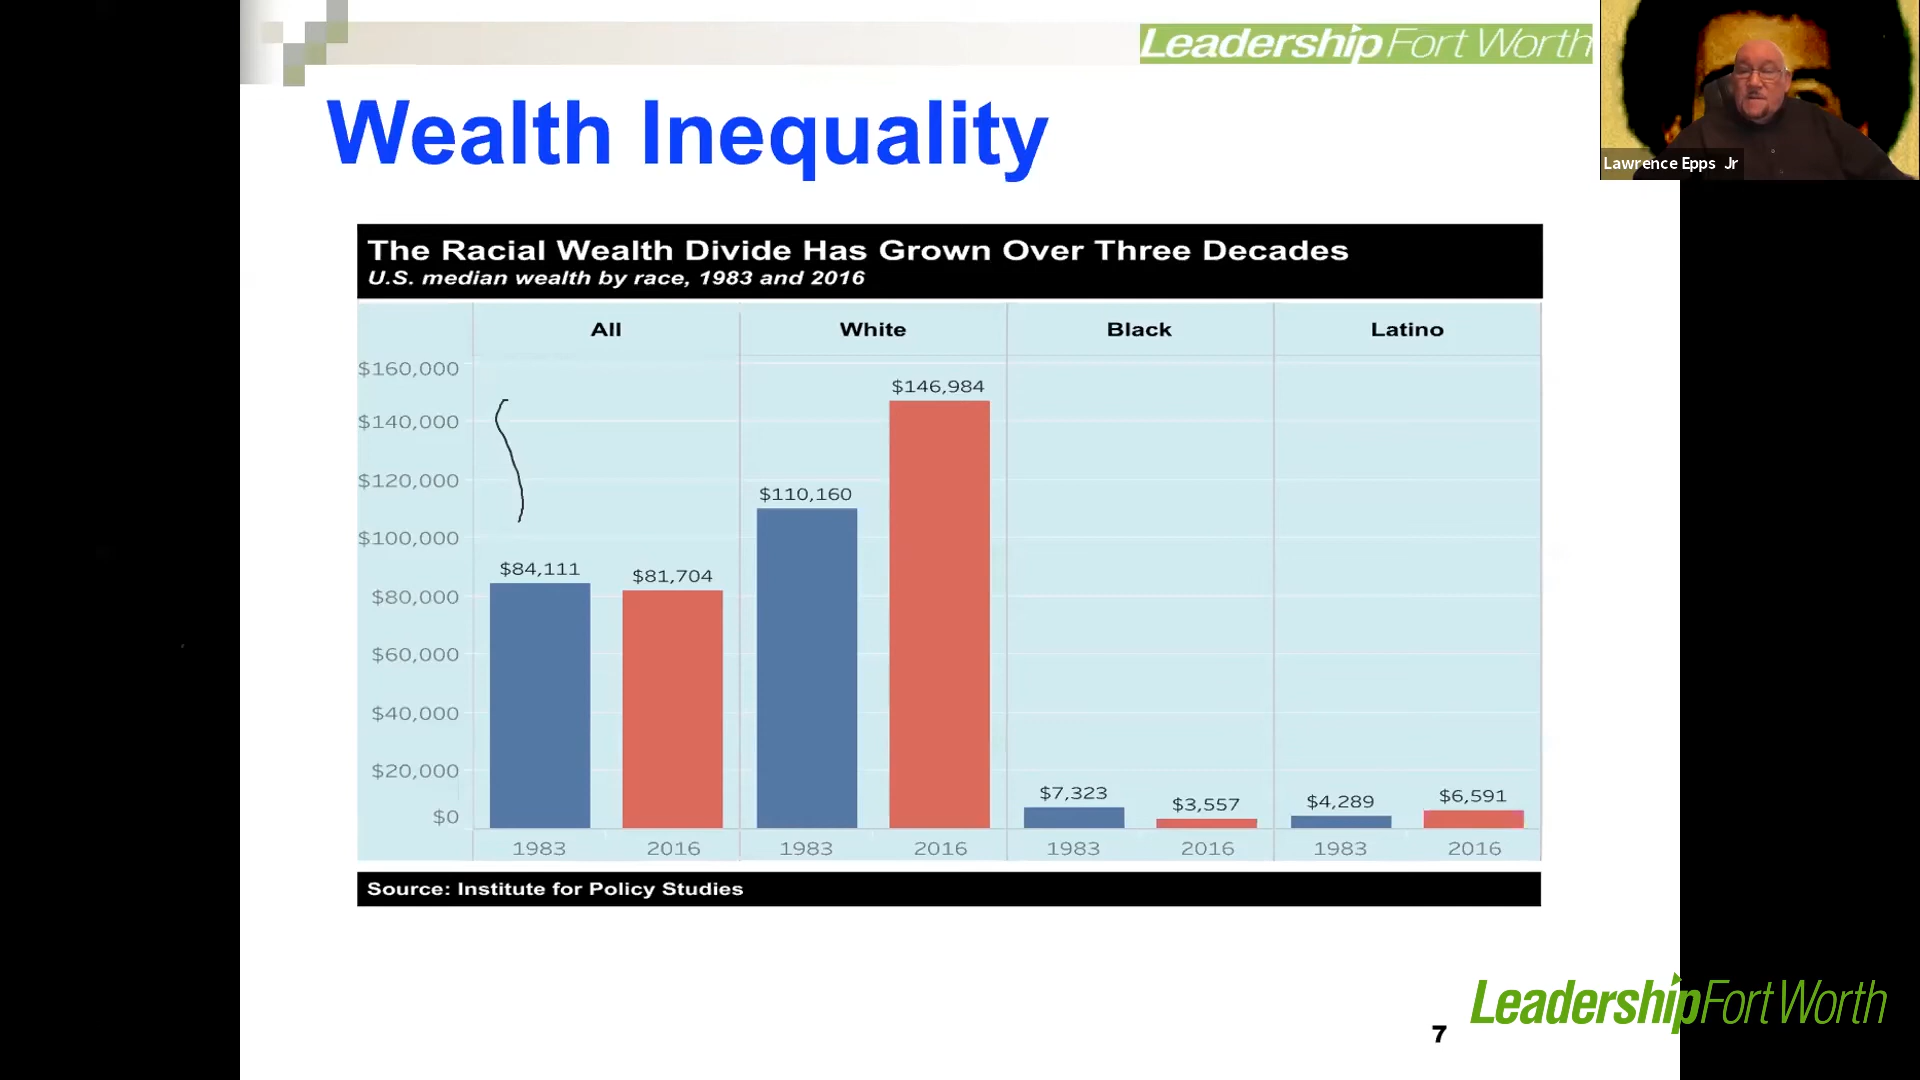 Leadership Fort Worth
Lawrence Epps Jr
Wealth Inequality
The Racial Wealth Divide Has Grown Over Three Decades
U.S. median wealth by race, 1983 and 2016
All White Black Latino
$160,000
$146,984
$140,000
$120,000
$110,160
$100,000
$84,111 $81,704
$80,000
$60,000
$40,000
$20,000
$7,323 $3,557 $4,289 $6,591
$0
1983 2016 1983 2016 1983 2016 1983 2016
Source: Institute for Policy Studies
Leadership Fort Worth
7